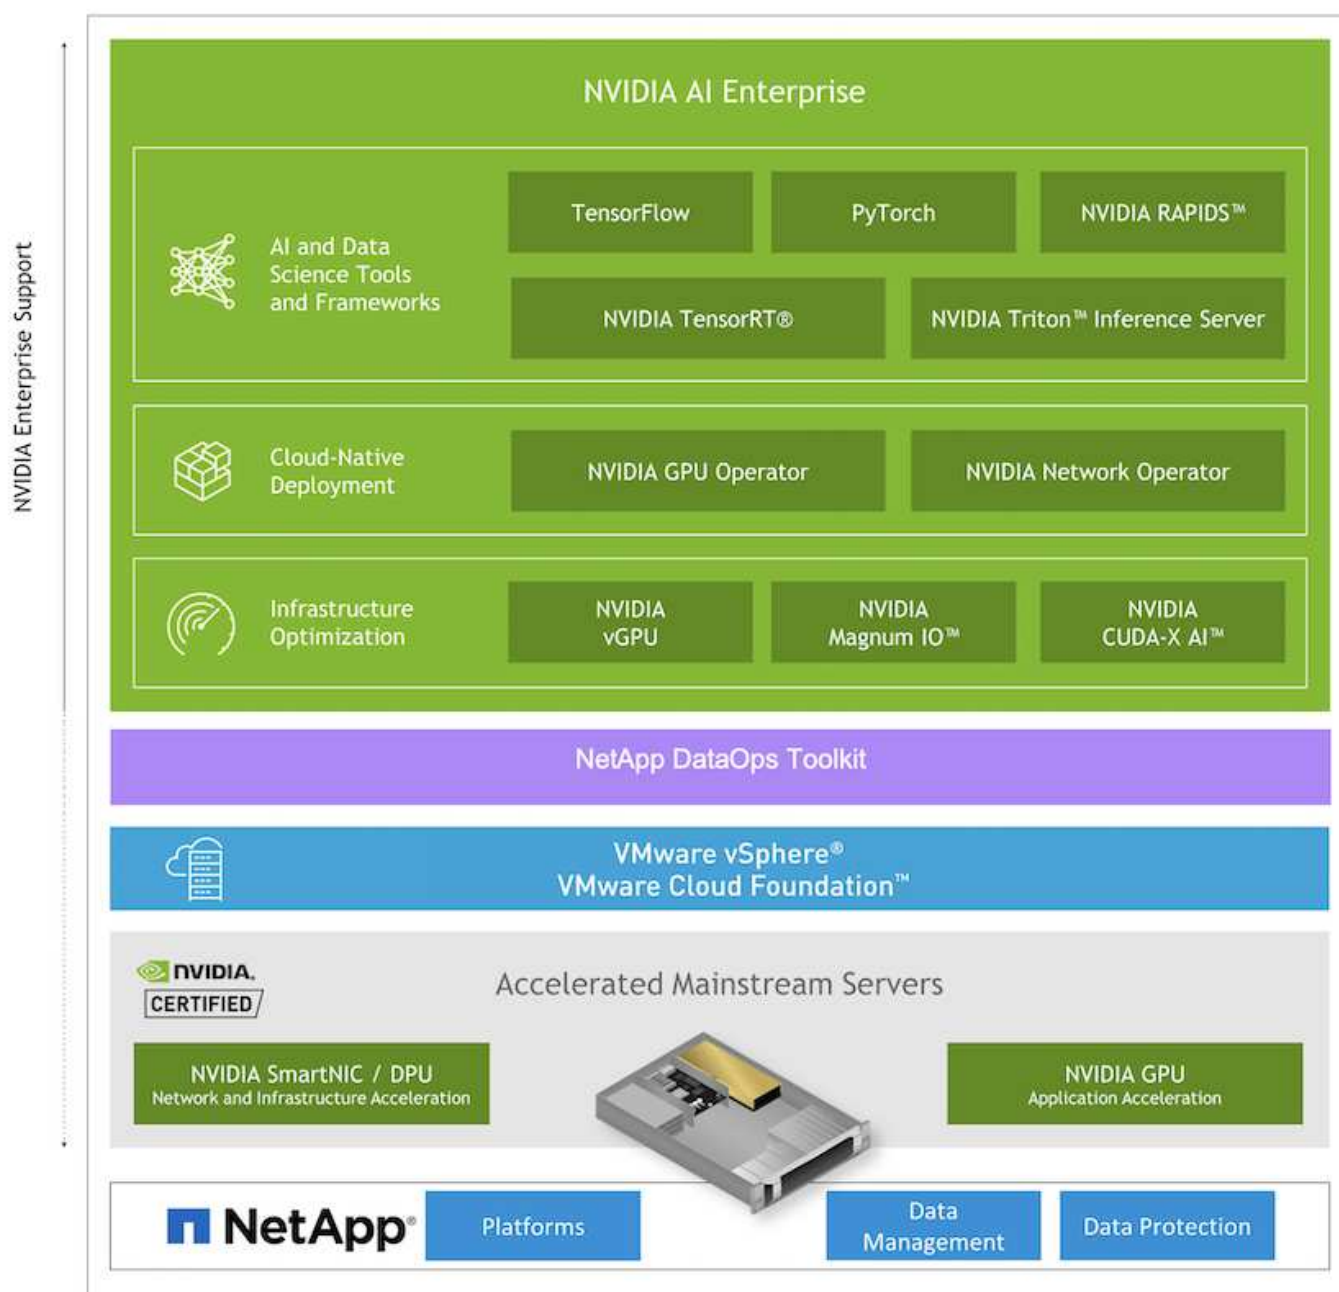 NVIDIA Enterprise Support
NVIDIA AI Enterprise
AI and Data
Science Tools
and Frameworks
TensorFlow
PyTorch
NVIDIA RAPIDS™
NVIDIA TensorRT®
NVIDIA Triton™ Inference Server
Cloud-Native
Deployment
NVIDIA GPU Operator
NVIDIA Network Operator
Infrastructure
Optimization
NVIDIA
vGPU
NVIDIA
Magnum IO™
NVIDIA
CUDA-X AI™
NetApp DataOps Toolkit
VMware vSphere®
VMware Cloud Foundation™
NVIDIA.
CERTIFIED
Accelerated Mainstream Servers
NVIDIA SmartNIC / DPU
Network and Infrastructure Acceleration
NVIDIA GPU
Application Acceleration
NetApp®
Platforms
Data
Management
Data Protection